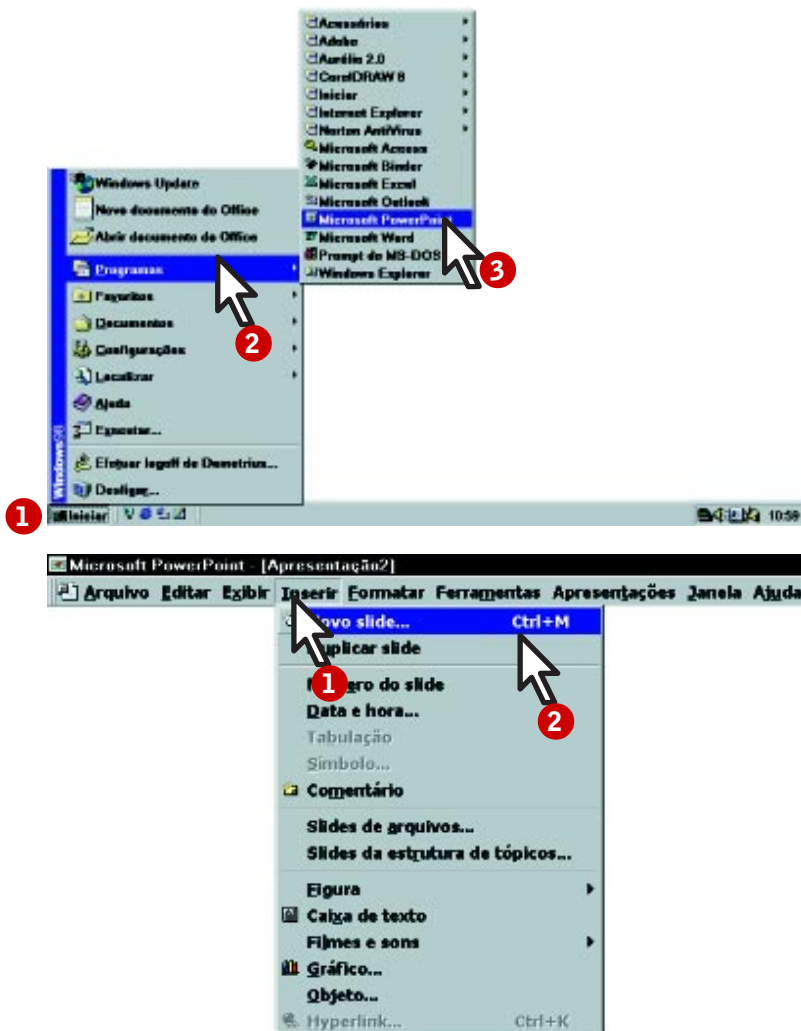 Acessórios
Adobe
Aurélio 2.0
CorelDRAW 8
Iniciar
Internet Explorer
Norton AntiVirus
Microsoft Access
Microsoft Binder
Microsoft Excel
Microsoft Outlook
Microsoft PowerPoint
Microsoft Word
Prompt do MS-DOS
Windows Explorer
3
Windows Update
Novo documento do Office
Abrir documento do Office
Programas
Favoritos
2
Documentos
Configurações
Localizar
Ajuda
Executar...
Efetuar logoff de Demetrius...
Desligar...
Windows98
1
Iniciar
10:59
Microsoft PowerPoint - [Apresentação2]
Arquivo Editar Exibir Inserir Formatar Ferramentas Apresentações Janela Ajuda
Novo slide... Ctrl+M
Duplicar slide
1
Número do slide
2
Data e hora...
Tabulação
Símbolo...
Comentário
Slides de arquivos...
Slides da estrutura de tópicos...
Figura
Caixa de texto
Filmes e sons
Gráfico...
Objeto...
Hyperlink... Ctrl+K